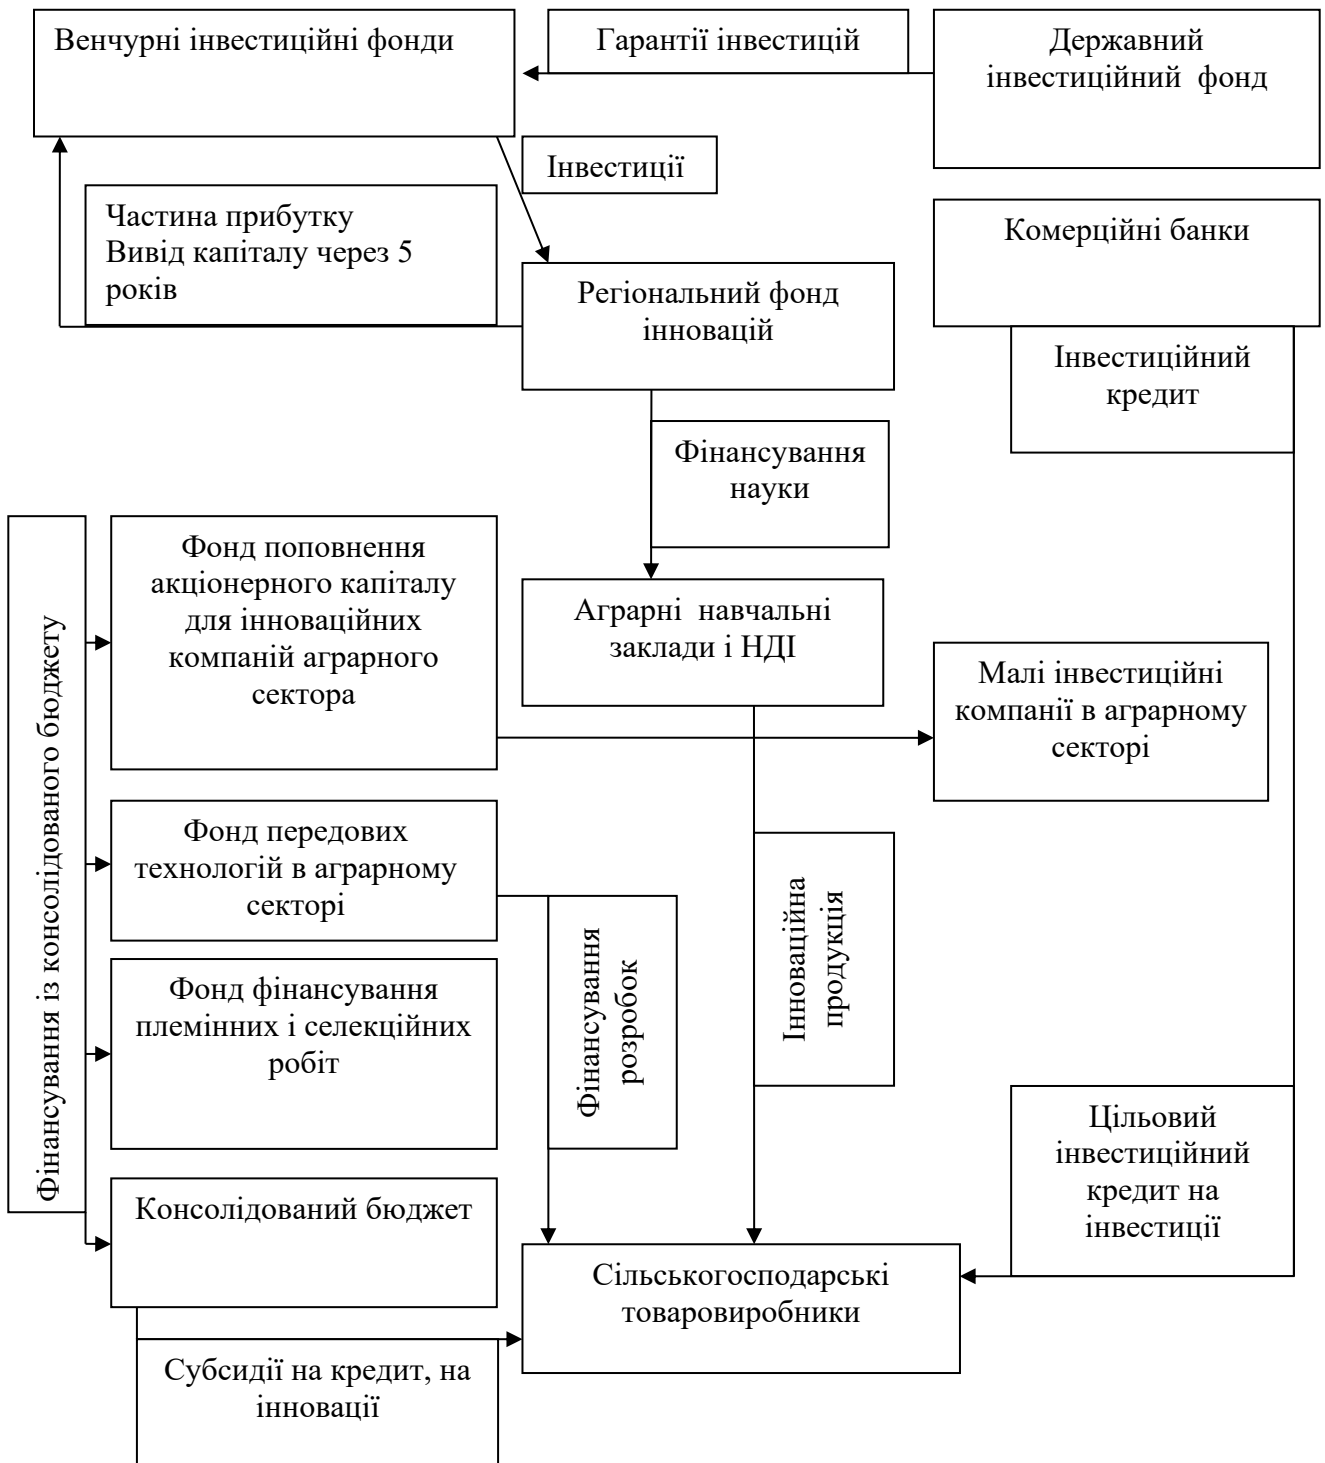 Венчурні інвестиційні фонди
Гарантії інвестицій
Державний
інвестиційний фонд
Інвестиції
Частина прибутку
Вивід капіталу через 5
років
Комерційні банки
Регіональний фонд
інновацій
Інвестиційний
кредит
Фінансування
науки
Фінансування із консолідованого бюджету
Фонд поповнення
акціонерного капіталу
для інноваційних
компаній аграрного
сектора
Аграрні навчальні
заклади і НДІ
Малі інвестиційні
компанії в аграрному
секторі
Фонд передових
технологій в аграрному
секторі
Фінансування
розробок
Інноваційна
продукція
Фонд фінансування
племінних і селекційних
робіт
Цільовий
інвестиційний
кредит на
інвестиції
Консолідований бюджет
Сільськогосподарські
товаровиробники
Субсидії на кредит, на
інновації